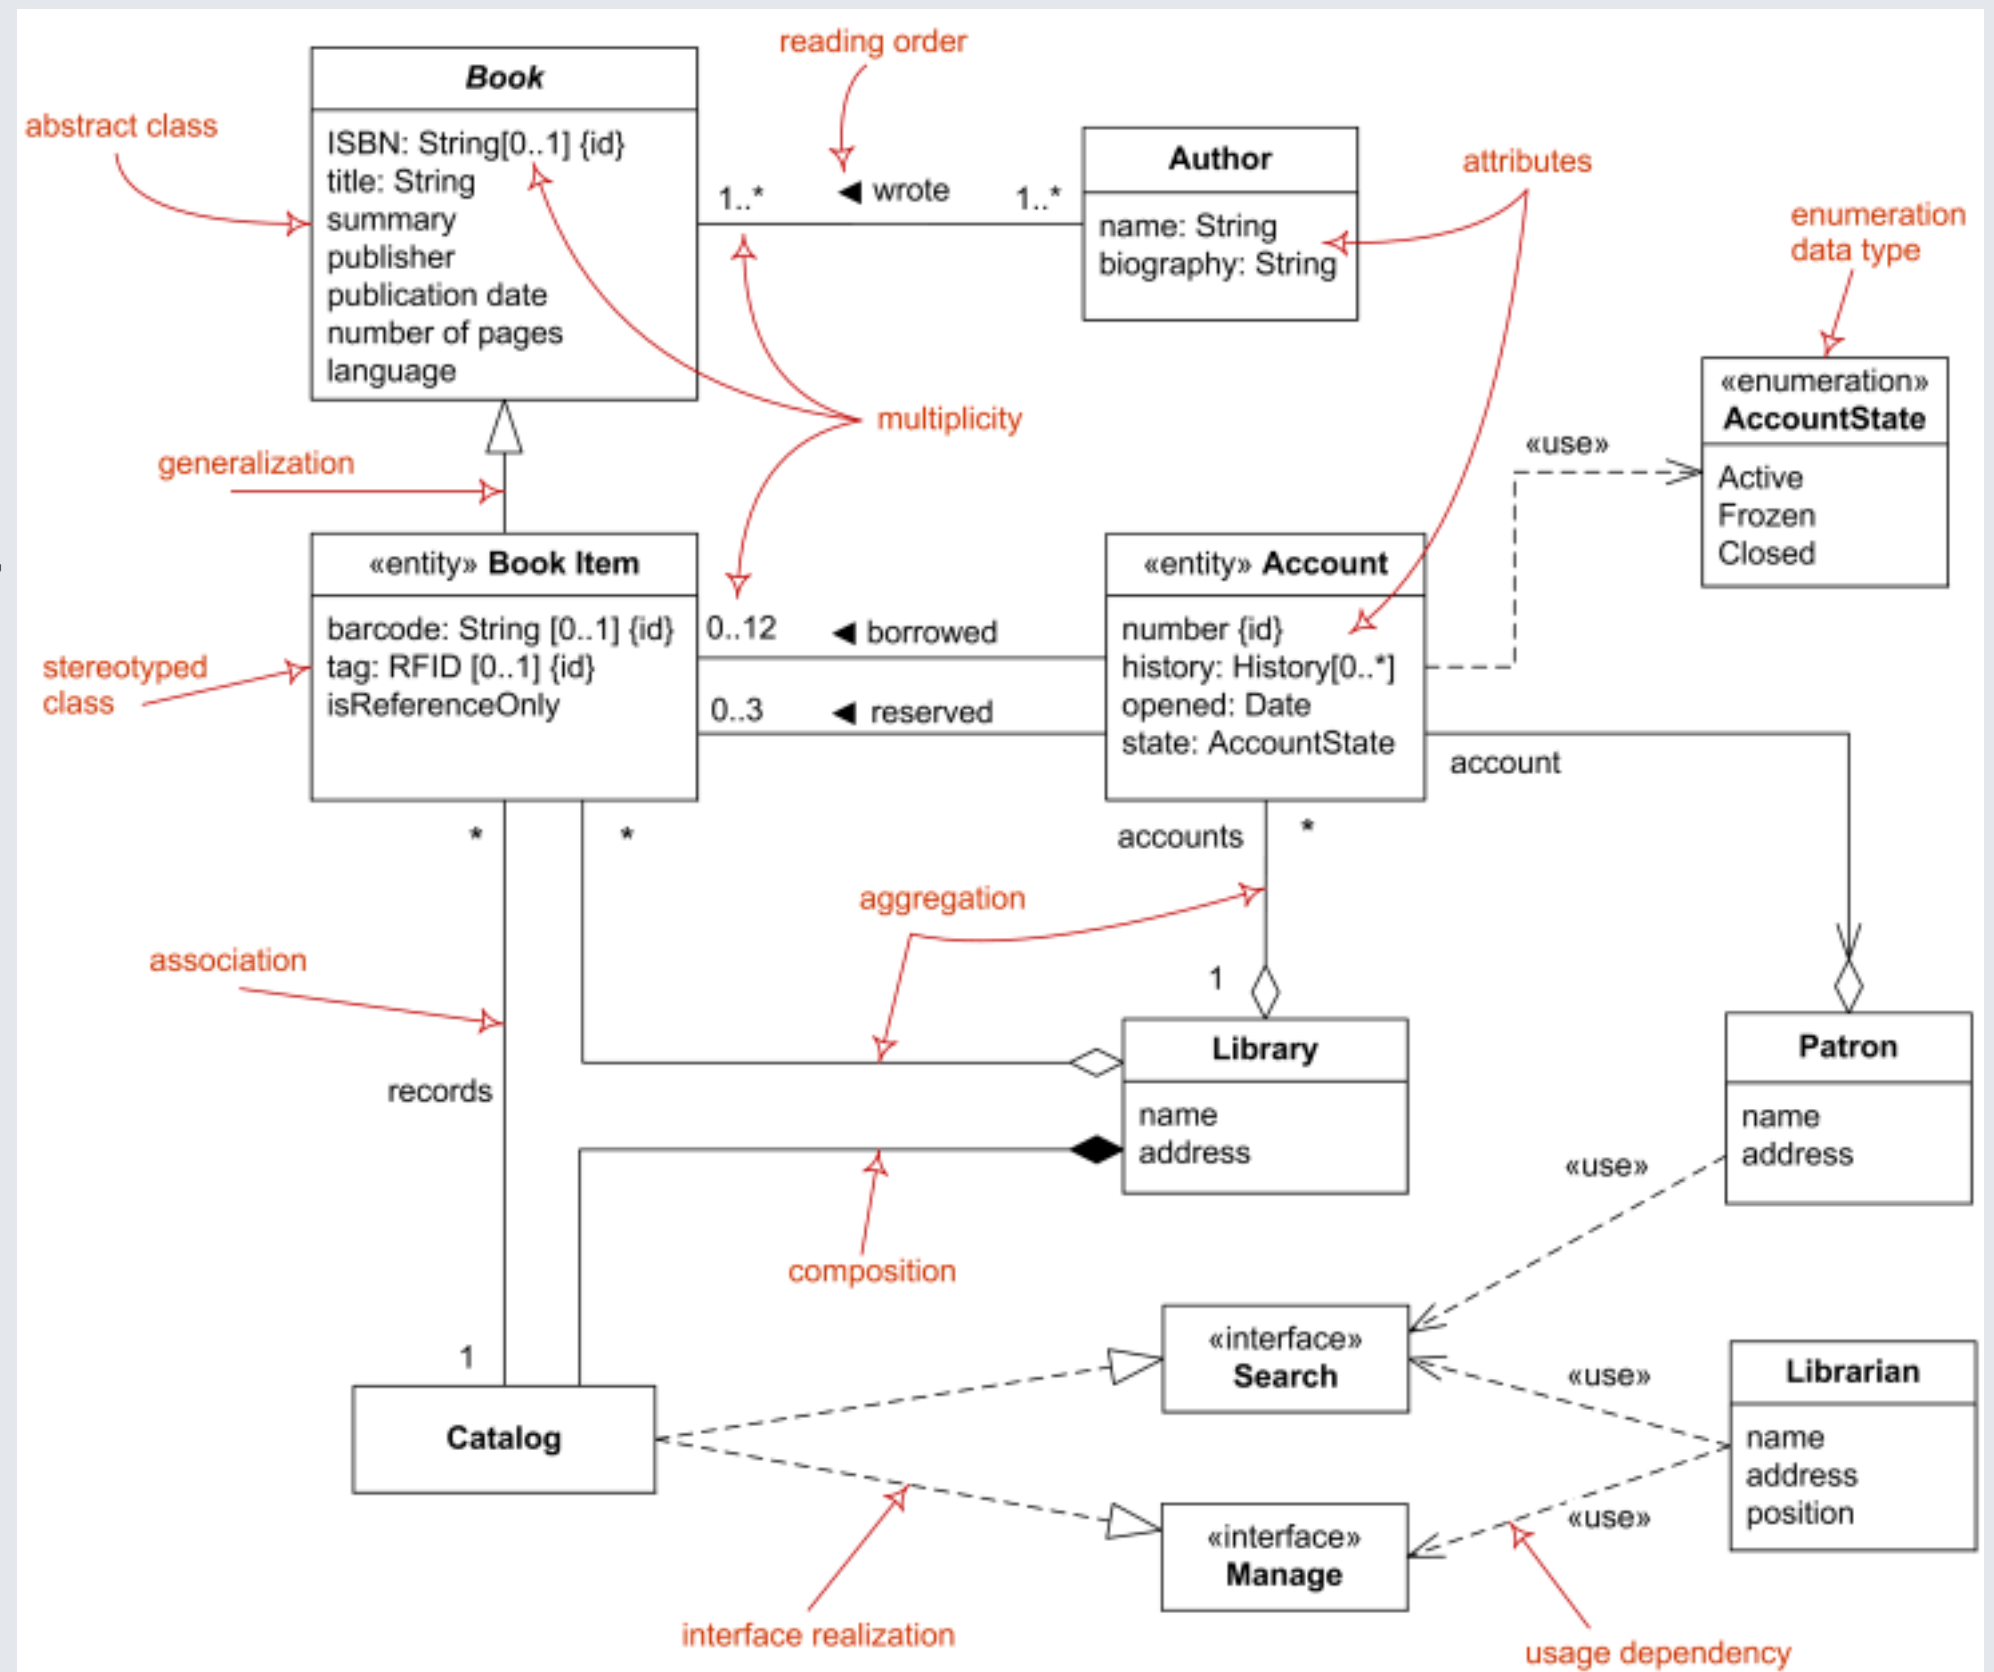 reading order
Book
abstract class
ISBN: String[0..1] {id}
title: String
summary
publisher
publication date
number of pages
language
1..*
◄ wrote
1..*
Author
name: String
biography: String
attributes
enumeration
data type
«enumeration»
AccountState
Active
Frozen
Closed
multiplicity
«use»
generalization
«entity» Book Item
barcode: String [0..1] {id}
tag: RFID [0..1] {id}
isReferenceOnly
stereotyped
class
0..12
◄ borrowed
0..3
◄ reserved
«entity» Account
number {id}
history: History[0..*]
opened: Date
state: AccountState
account
*
*
accounts
*
aggregation
association
1
records
Library
name
address
Patron
name
address
«use»
composition
1
Catalog
«interface»
Search
«use»
Librarian
name
address
position
«use»
«interface»
Manage
interface realization
usage dependency